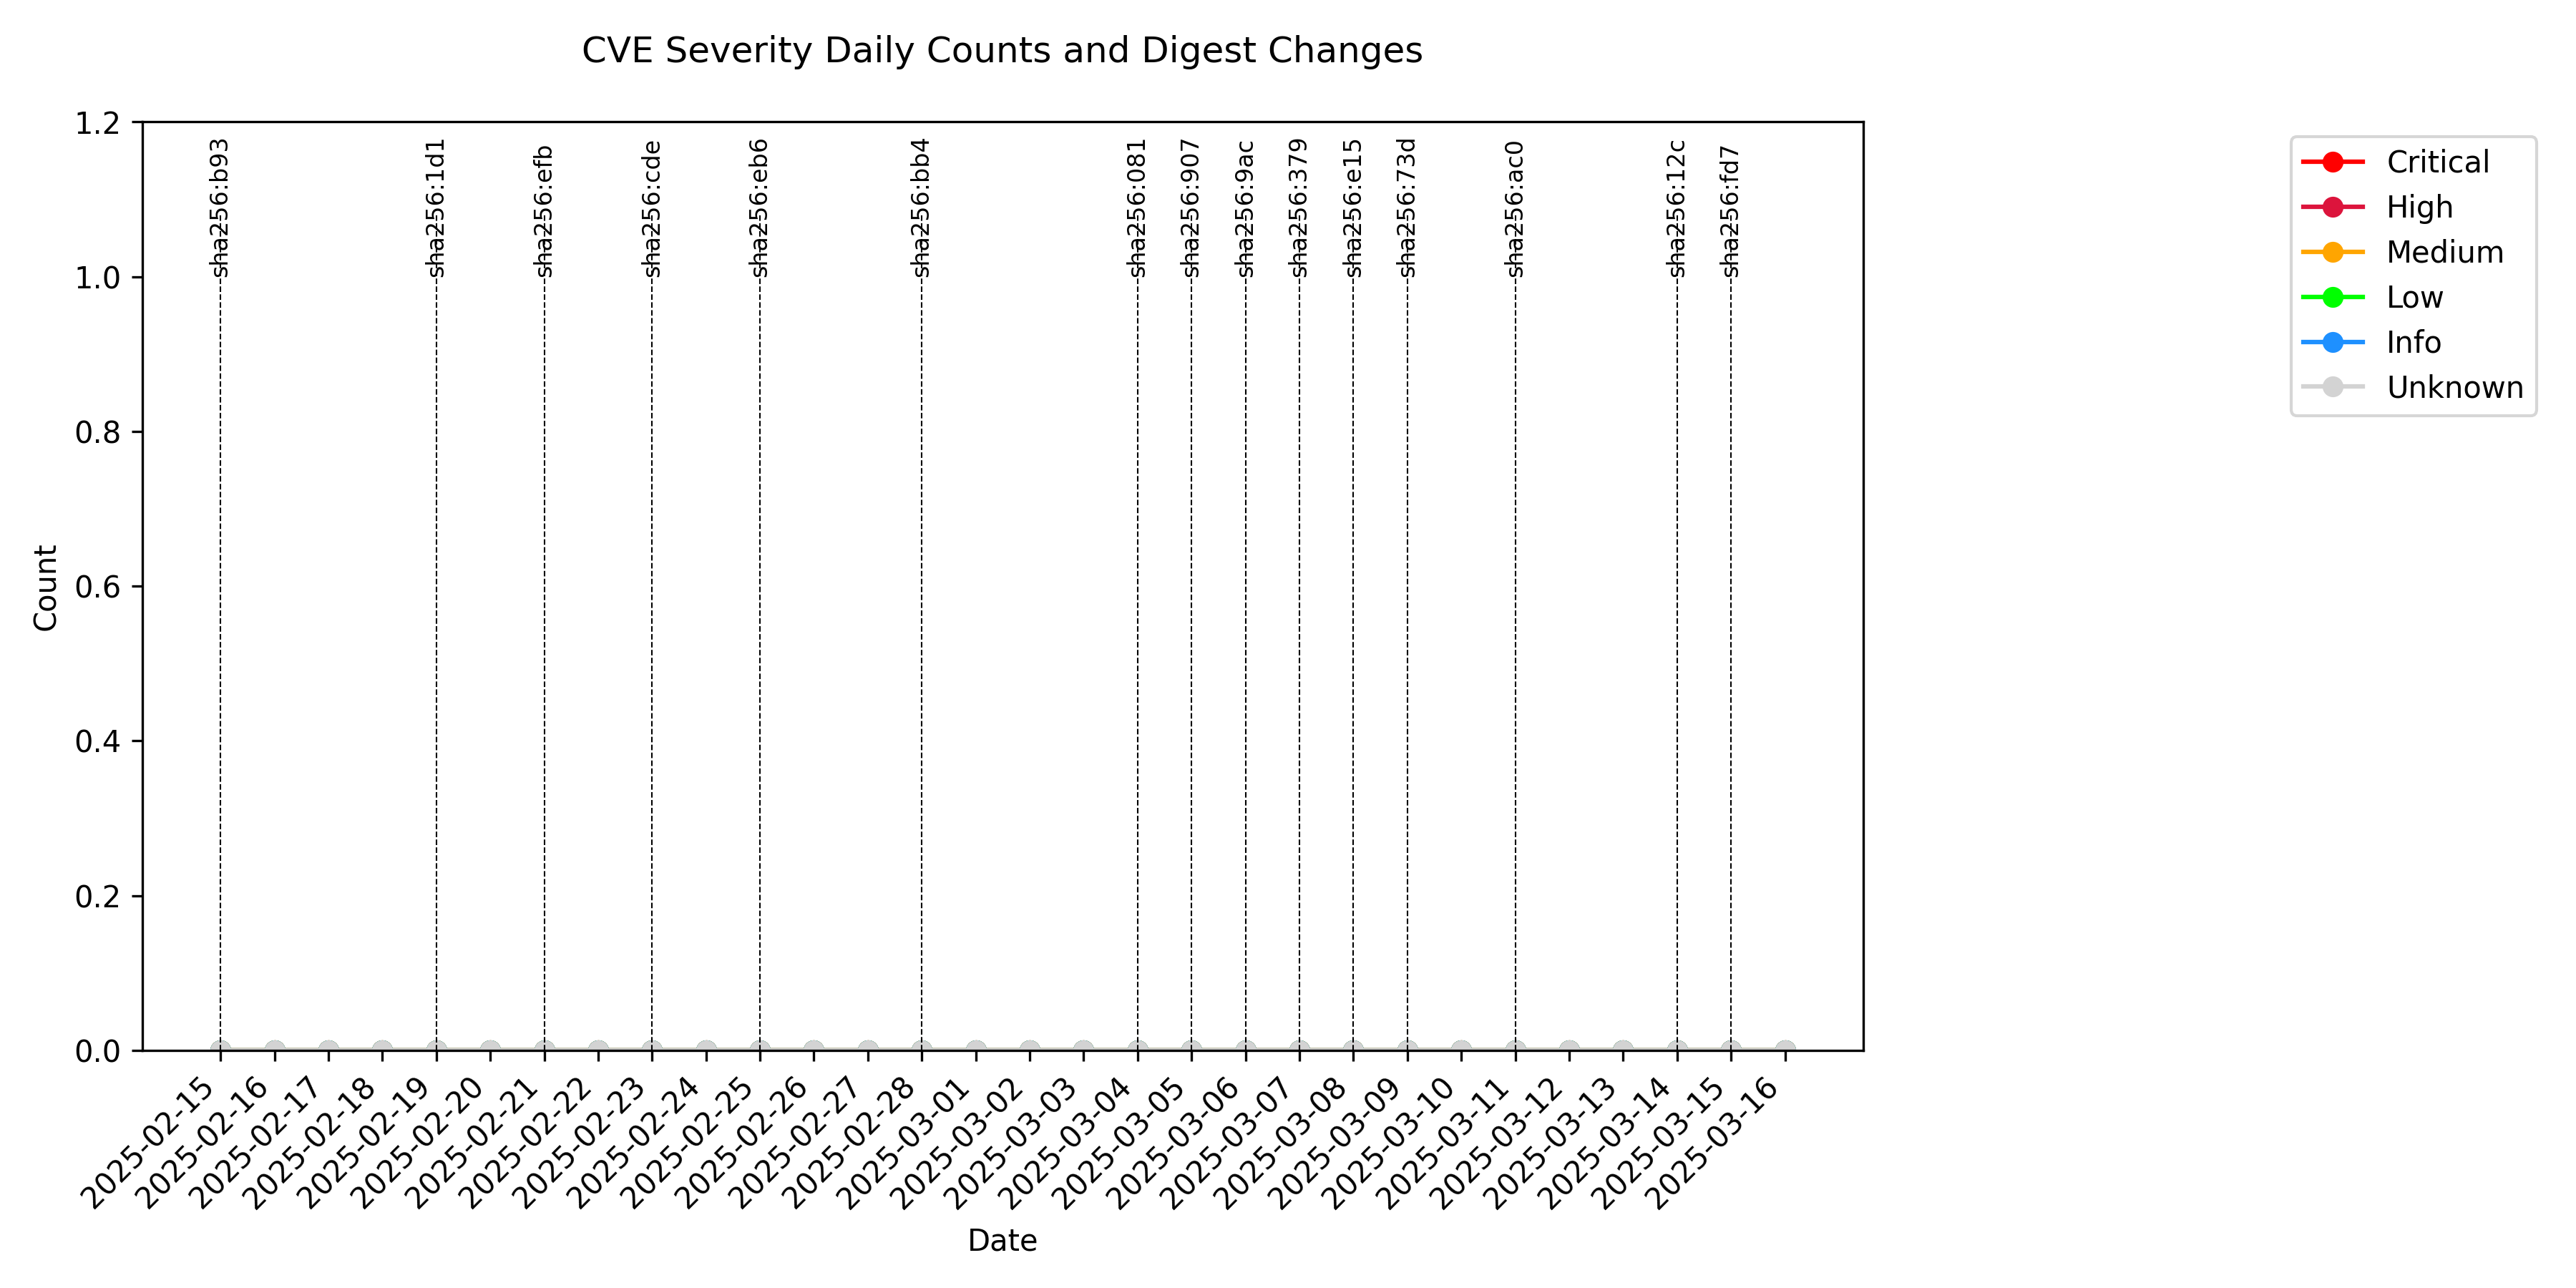 CVE Severity Daily Counts and Digest Changes
1.2
1.0
0.8
0.6
0.4
0.2
0.0
Count
sha256:b93
sha256:1d1
sha256:efb
sha256:cde
sha256:eb6
sha256:bb4
sha256:081
sha256:907
sha256:9ac
sha256:379
sha256:e15
sha256:73d
sha256:ac0
sha256:12c
sha256:fd7
Critical
High
Medium
Low
Info
Unknown
2025-02-15
2025-02-16
2025-02-17
2025-02-18
2025-02-19
2025-02-20
2025-02-21
2025-02-22
2025-02-23
2025-02-24
2025-02-25
2025-02-26
2025-02-27
2025-02-28
2025-03-01
2025-03-02
2025-03-03
2025-03-04
2025-03-05
2025-03-06
2025-03-07
2025-03-08
2025-03-09
2025-03-10
2025-03-11
2025-03-12
2025-03-13
2025-03-14
2025-03-15
2025-03-16
Date